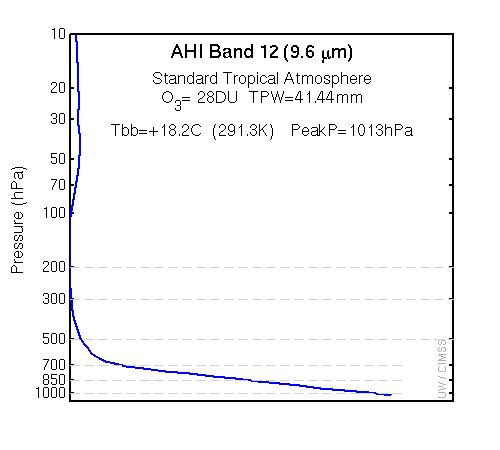 AHI Band 12 (9.6 μm)
Standard Tropical Atmosphere
O3= 28DU TPW=41.44mm
Tbb=+18.2C (291.3K) PeakP=1013hPa
Pressure (hPa)
10
20
30
50
70
100
200
300
500
700
850
1000
UW / CIMSS